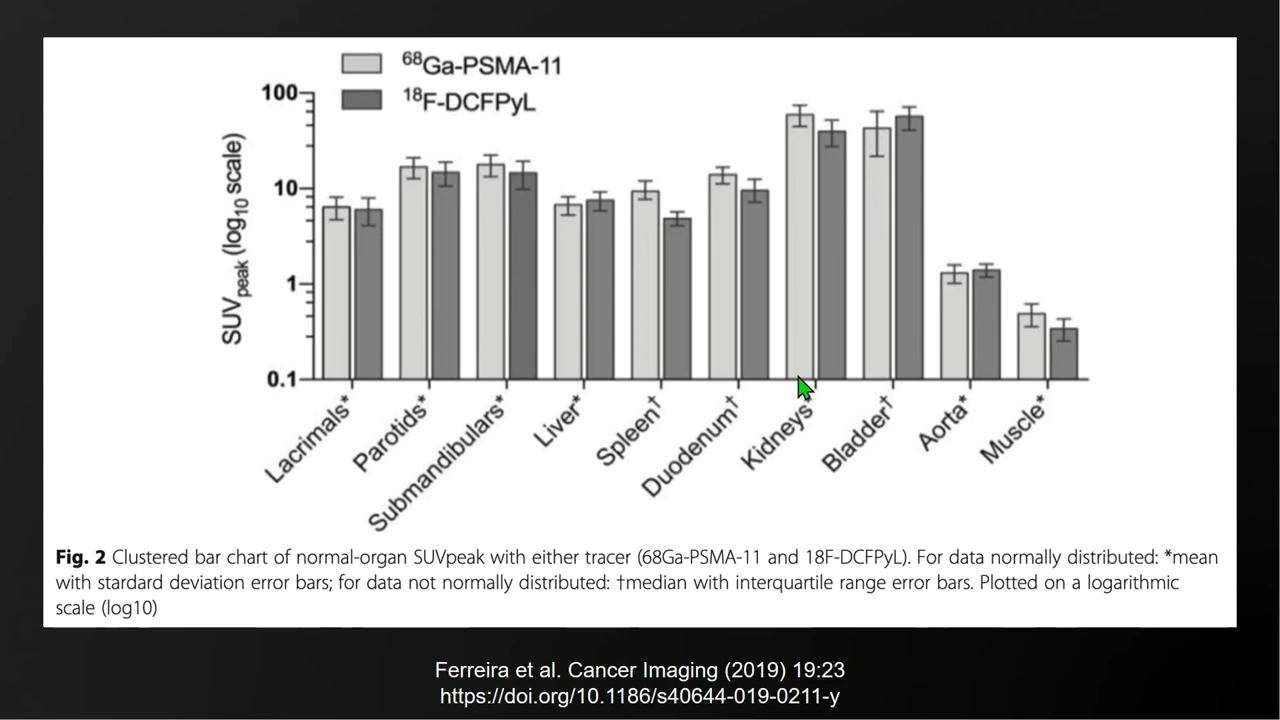 ⁶⁸Ga-PSMA-11
¹⁸F-DCFPyL
100
10
1
0.1
SUVpeak (log10 scale)
Lacrimals*
Parotids*
Submandibulars*
Liver*
Spleen†
Duodenum†
Kidneys*
Bladder†
Aorta*
Muscle*
Fig. 2 Clustered bar chart of normal-organ SUVpeak with either tracer (68Ga-PSMA-11 and 18F-DCFPyL). For data normally distributed: *mean
with stardard deviation error bars; for data not normally distributed: †median with interquartile range error bars. Plotted on a logarithmic
scale (log10)
Ferreira et al. Cancer Imaging (2019) 19:23
https://doi.org/10.1186/s40644-019-0211-y